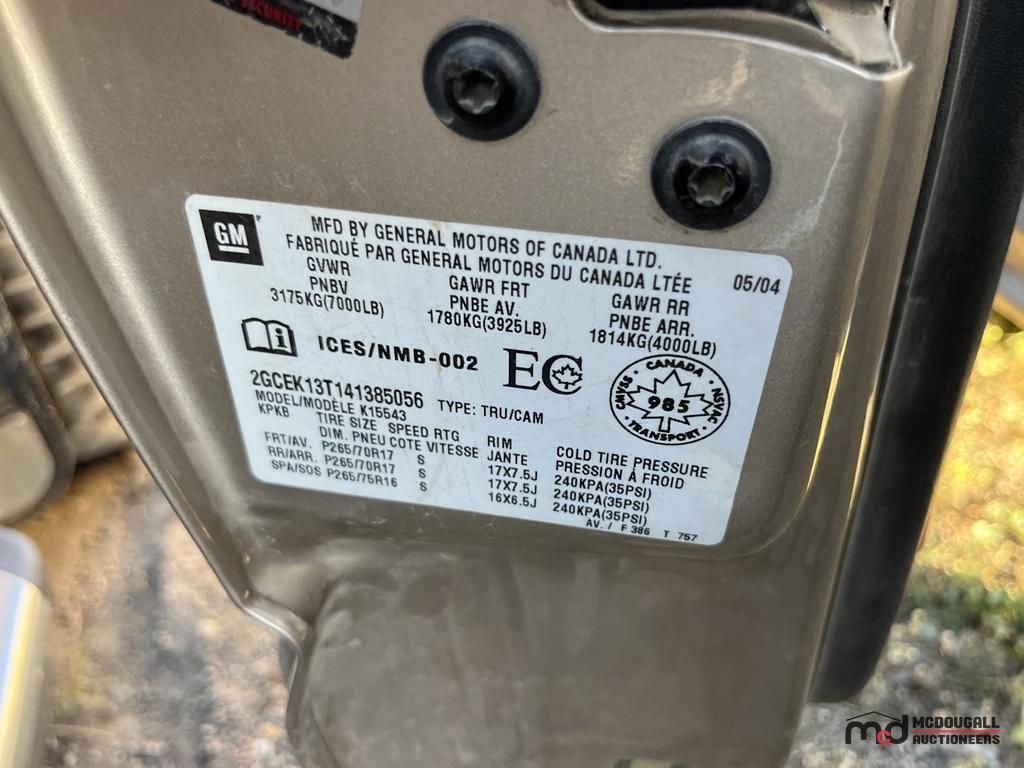 SECURITY
GM
MFD BY GENERAL MOTORS OF CANADA LTD.
FABRIQUÉ PAR GENERAL MOTORS DU CANADA LTÉE 05/04
GVWR GAWR FRT GAWR RR
PNBV PNBE AV. PNBE ARR.
3175KG(7000LB) 1780KG(3925LB) 1814KG(4000LB)
ICES/NMB-002 EC
CANADA
CMVSS 985 NSVAC
TRANSPORT
2GCEK13T141385056 TYPE: TRU/CAM
MODEL/MODÈLE K15543
KPKB TIRE SIZE SPEED RTG RIM COLD TIRE PRESSURE
DIM. PNEU COTE VITESSE JANTE PRESSION À FROID
FRT/AV. P265/70R17 S 17X7.5J 240KPA(35PSI)
RR/ARR. P265/70R17 S 17X7.5J 240KPA(35PSI)
SPA/SOS P265/75R16 S 16X6.5J 240KPA(35PSI)
AV. / F 386 T 757
mcd MCDOUGALL
AUCTIONEERS